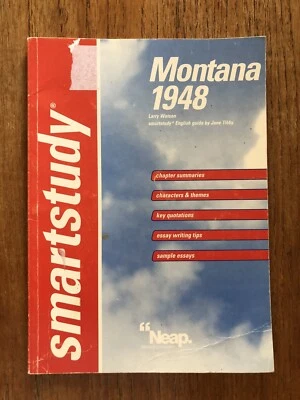 Montana
1948
Larry Watson
smartstudy® English guide by Jane Tibby
chapter summaries
characters & themes
key quotations
essay writing tips
sample essays
smartstudy®
“Neap.